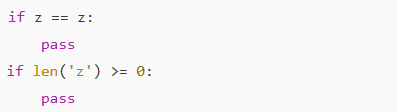 if z == z:
    pass
if len('z') >= 0:
    pass